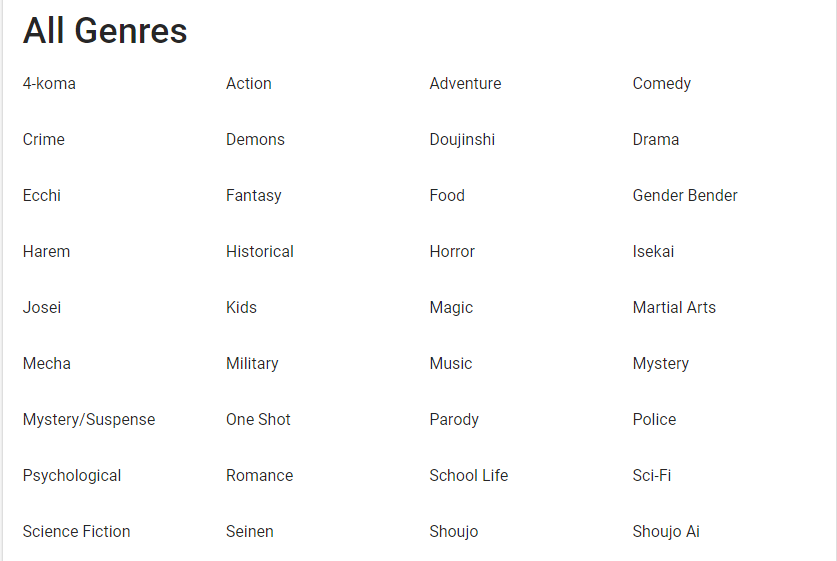 All Genres
4-koma Action Adventure Comedy
Crime Demons Doujinshi Drama
Ecchi Fantasy Food Gender Bender
Harem Historical Horror Isekai
Josei Kids Magic Martial Arts
Mecha Military Music Mystery
Mystery/Suspense One Shot Parody Police
Psychological Romance School Life Sci-Fi
Science Fiction Seinen Shoujo Shoujo Ai